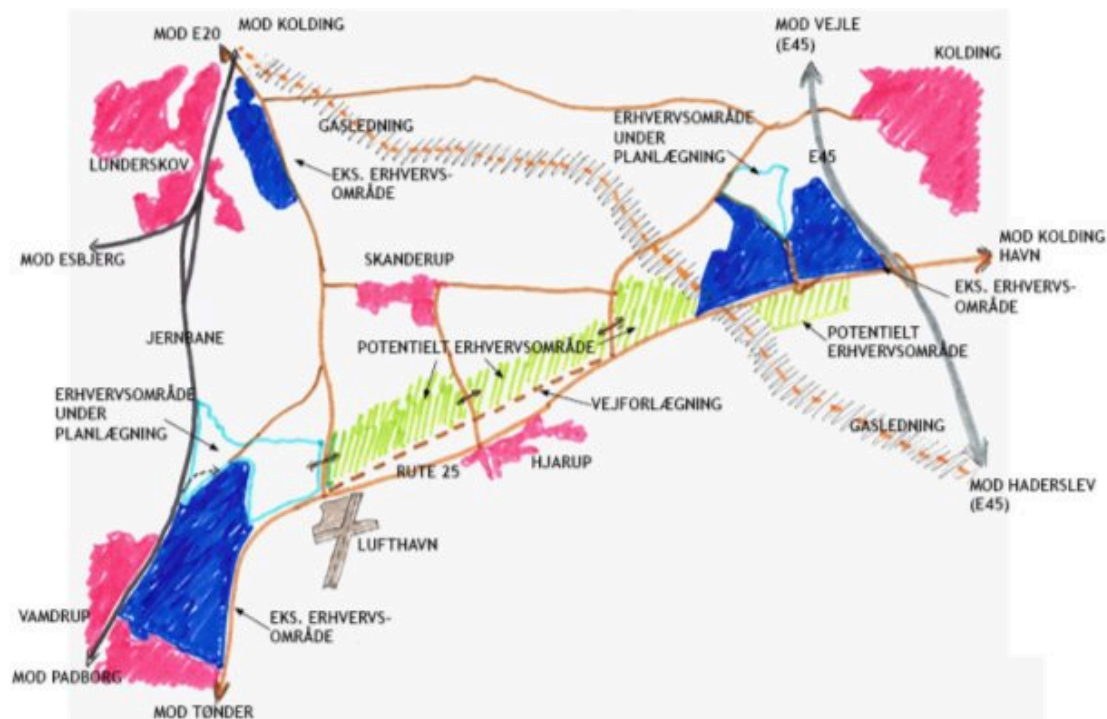 MOD KOLDING
MOD E20
MOD VEJLE
(E45)
KOLDING
GASLEDNING
ERHVERVSOMRÅDE
UNDER
PLANLÆGNING
E45
LUNDERSKOV
EKS. ERHVERVS-
OMRÅDE
MOD ESBJERG
SKANDERUP
MOD KOLDING
HAVN
EKS. ERHVERVS-
OMRÅDE
JERNBANE
POTENTIELT ERHVERVSOMRÅDE
POTENTIELT
ERHVERVSOMRÅDE
ERHVERVSOMRÅDE
UNDER
PLANLÆGNING
VEJFORLÆGNING
GASLEDNING
RUTE 25
HJARUP
MOD HADERSLEV
(E45)
LUFTHAVN
VAMDRUP
EKS. ERHVERVS-
OMRÅDE
MOD PADBORG
MOD TØNDER